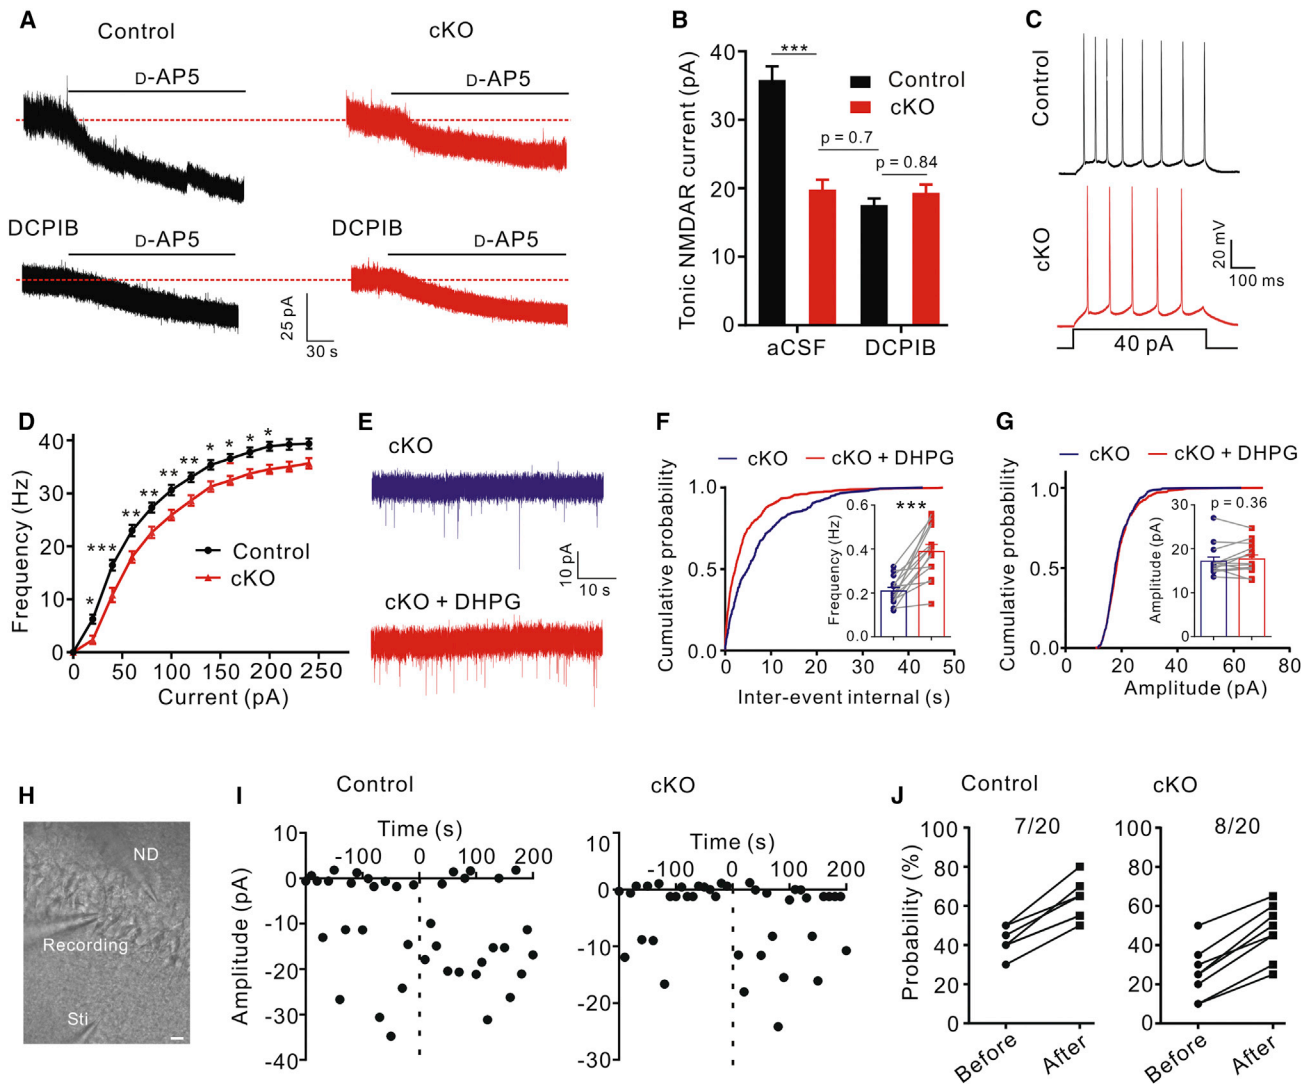 A
Control
cKO
D-AP5
D-AP5
DCPIB
D-AP5
DCPIB
D-AP5
25 pA
30 s
B
Tonic NMDAR current (pA)
40
30
20
10
0
***
Control
cKO
p = 0.7
p = 0.84
aCSF
DCPIB
C
Control
cKO
20 mV
100 ms
40 pA
D
Frequency (Hz)
40
30
20
10
0
* *** ** ** ** ** * * * *
Control
cKO
0 50 100 150 200 250
Current (pA)
E
cKO
10 pA
10 s
cKO + DHPG
F
cKO
cKO + DHPG
Cumulative probability
1.0
0.5
0.0
0 10 20 30 40 50
Inter-event internal (s)
***
Frequency (Hz)
0.6
0.4
0.2
0.0
G
cKO
cKO + DHPG
Cumulative probability
1.0
0.5
0.0
0 20 40 60 80
Amplitude (pA)
p = 0.36
Amplitude (pA)
30
20
10
0
H
ND
Recording
Sti
I
Control
Time (s)
-100 0 100 200
Amplitude (pA)
10
0
-10
-20
-30
-40
cKO
Time (s)
-100 0 100 200
10
0
-10
-20
-30
J
Control
7/20
Probability (%)
100
80
60
40
20
0
Before
After
cKO
8/20
100
80
60
40
20
0
Before
After